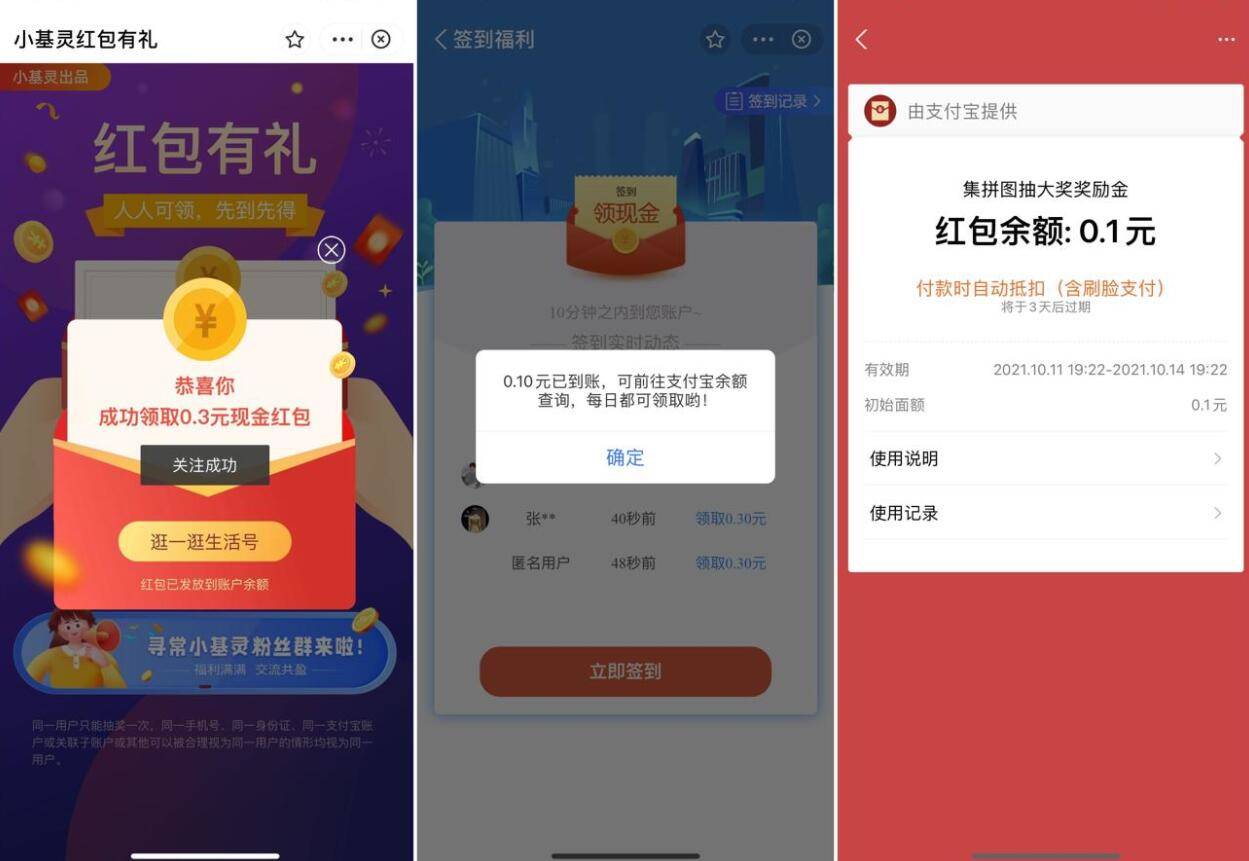 小基灵红包有礼
小基灵出品
红包有礼
人人可领，先到先得
恭喜你
成功领取0.3元现金红包
关注成功
逛一逛生活号
红包已发放到账户余额
寻常小基灵粉丝群来啦！
福利满满 交流共盈
同一用户只能抽奖一次，同一手机号、同一身份证、同一支付宝账
户或关联子账户或其他可以被合理视为同一用户的情形均视为同一
用户。
签到福利
签到记录
签到
领现金
10分钟之内到您账户~
签到实时动态
0.10元已到账，可前往支付宝余额
查询，每日都可领取哟！
确定
张** 40秒前 领取0.30元
匿名用户 48秒前 领取0.30元
立即签到
由支付宝提供
集拼图抽大奖奖励金
红包余额: 0.1元
付款时自动抵扣（含刷脸支付）
将于3天后过期
有效期 2021.10.11 19:22-2021.10.14 19:22
初始面额 0.1元
使用说明
使用记录